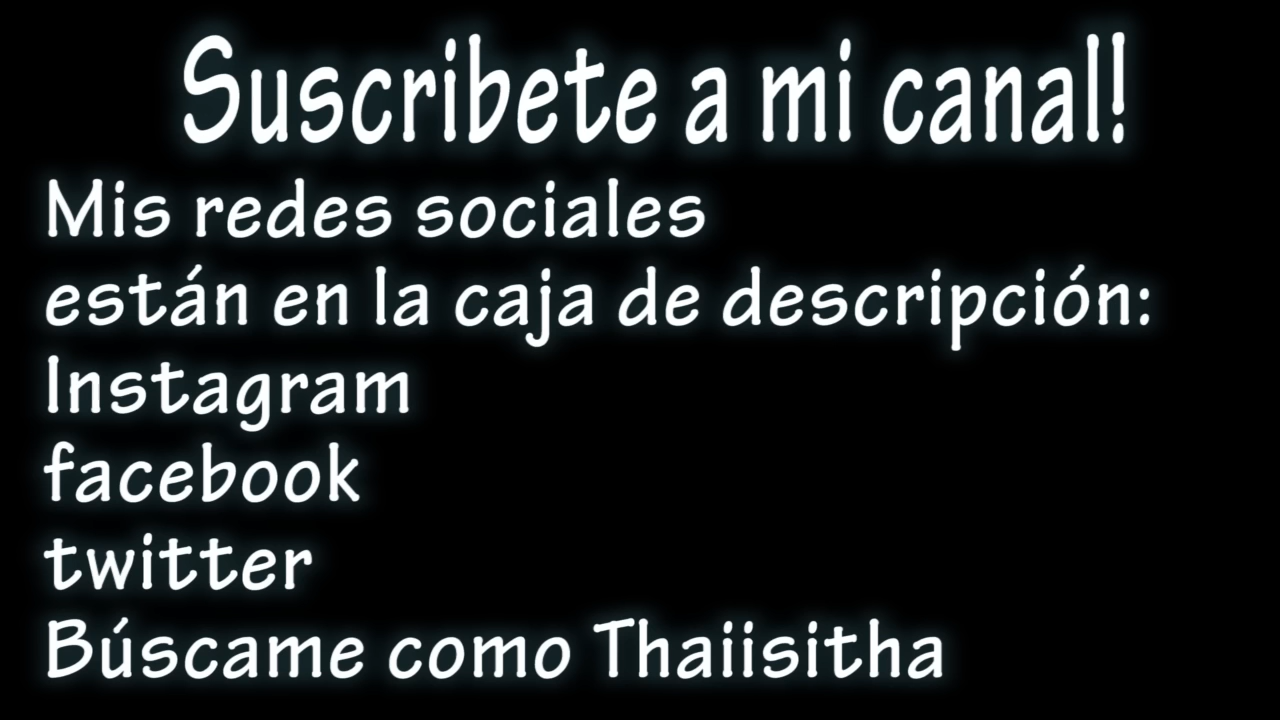 Suscribete a mi canal!
Mis redes sociales
están en la caja de descripción:
Instagram
facebook
twitter
Búscame como Thaiisitha